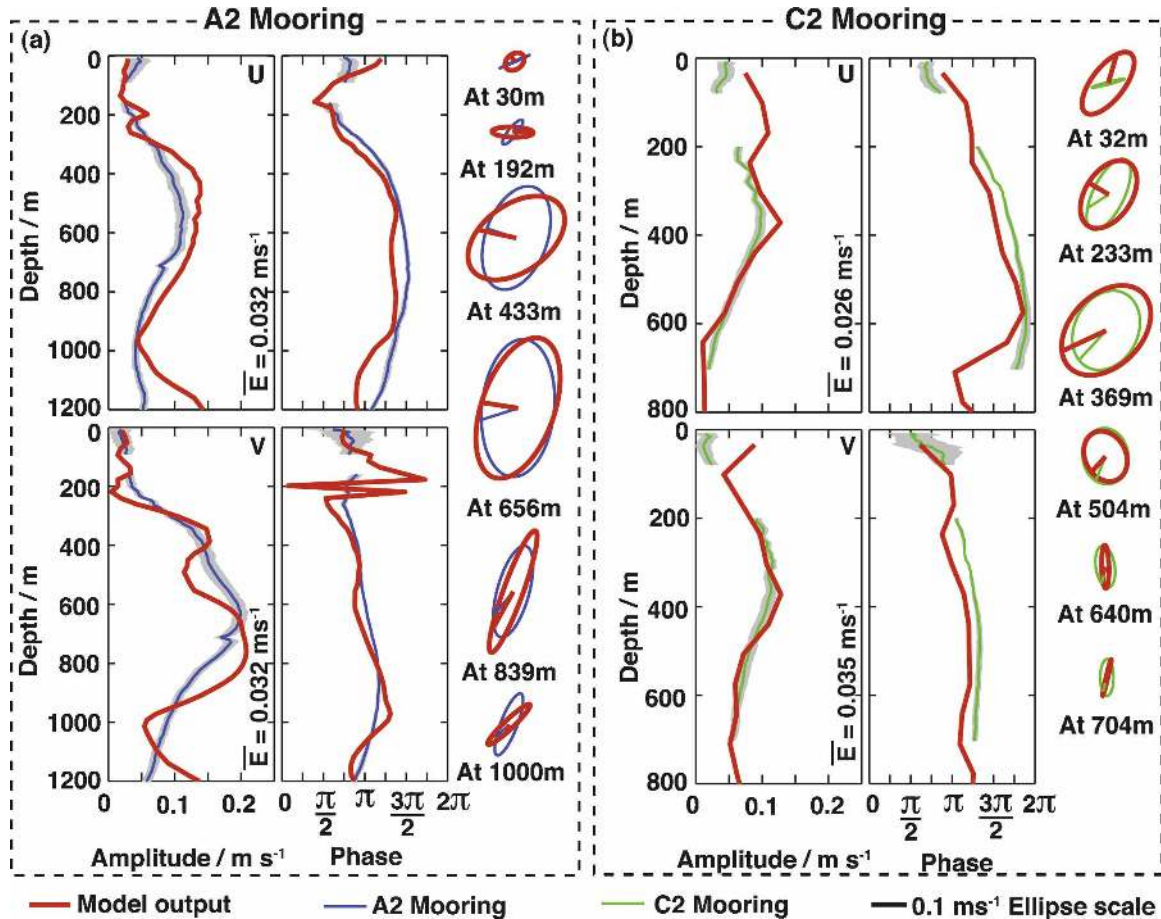 A2 Mooring
(a)
0
200
400
600
800
1000
1200
Depth / m
U
E = 0.032 ms⁻¹
0
200
400
600
800
1000
1200
Depth / m
V
E = 0.032 ms⁻¹
0 0.1 0.2
Amplitude / m s⁻¹
0 π/2 π 3π/2 2π
Phase
At 30m
At 192m
At 433m
At 656m
At 839m
At 1000m
C2 Mooring
(b)
0
200
400
600
800
Depth / m
U
E = 0.026 ms⁻¹
0
200
400
600
800
Depth / m
V
E = 0.035 ms⁻¹
0 0.1 0.2
Amplitude / m s⁻¹
0 π/2 π 3π/2 2π
Phase
At 32m
At 233m
At 369m
At 504m
At 640m
At 704m
Model output A2 Mooring C2 Mooring 0.1 ms⁻¹ Ellipse scale